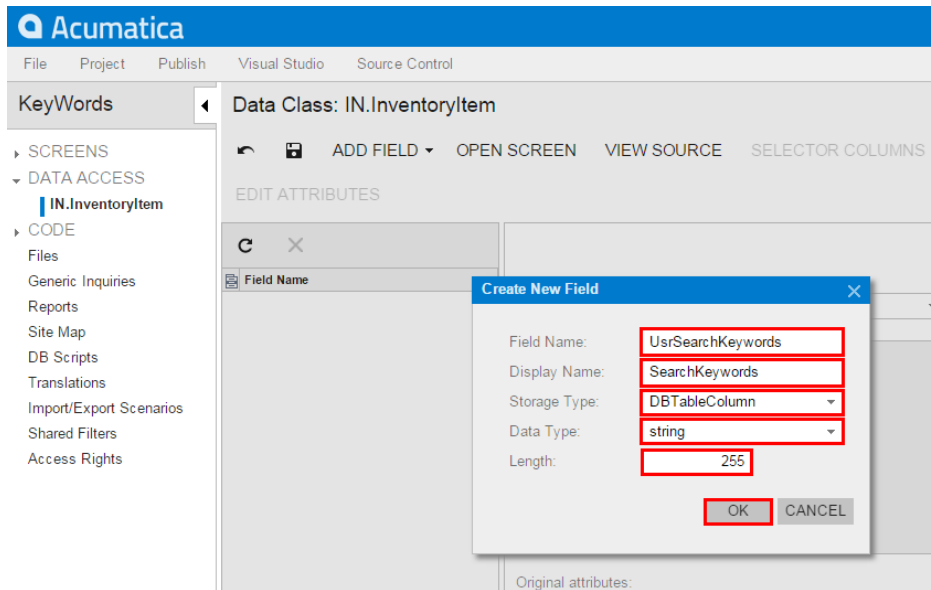 Acumatica
File Project Publish Visual Studio Source Control
KeyWords
Data Class: IN.InventoryItem
SCREENS
DATA ACCESS
IN.InventoryItem
CODE
Files
Generic Inquiries
Reports
Site Map
DB Scripts
Translations
Import/Export Scenarios
Shared Filters
Access Rights
ADD FIELD OPEN SCREEN VIEW SOURCE SELECTOR COLUMNS
EDIT ATTRIBUTES
Field Name
Create New Field
Field Name: UsrSearchKeywords
Display Name: SearchKeywords
Storage Type: DBTableColumn
Data Type: string
Length: 255
OK CANCEL
Original attributes: